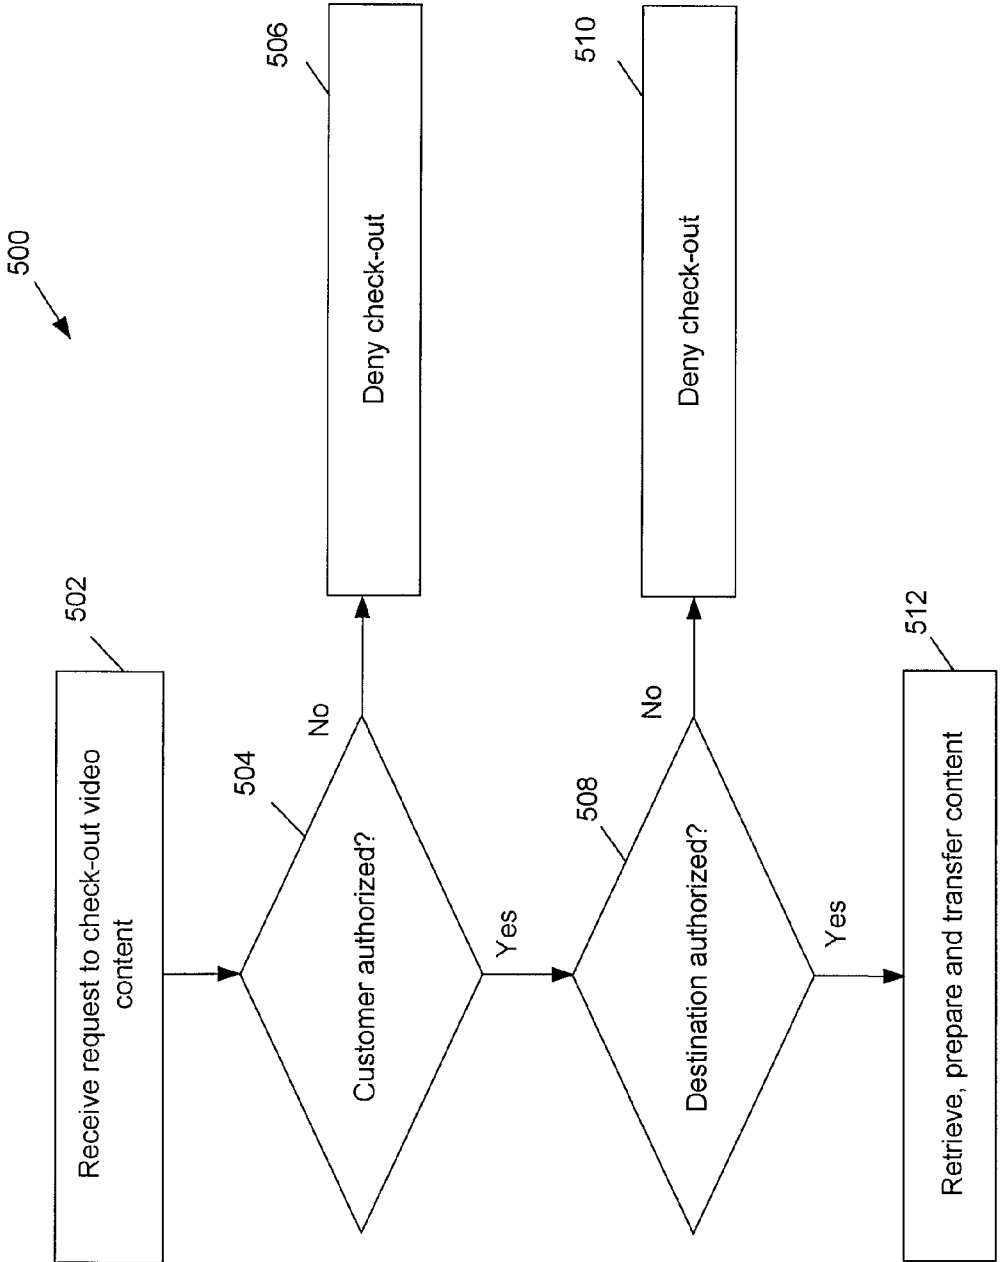 500
502
Receive request to check-out video
content
504
Customer authorized?
No
506
Deny check-out
Yes
508
Destination authorized?
No
510
Deny check-out
Yes
512
Retrieve, prepare and transfer content